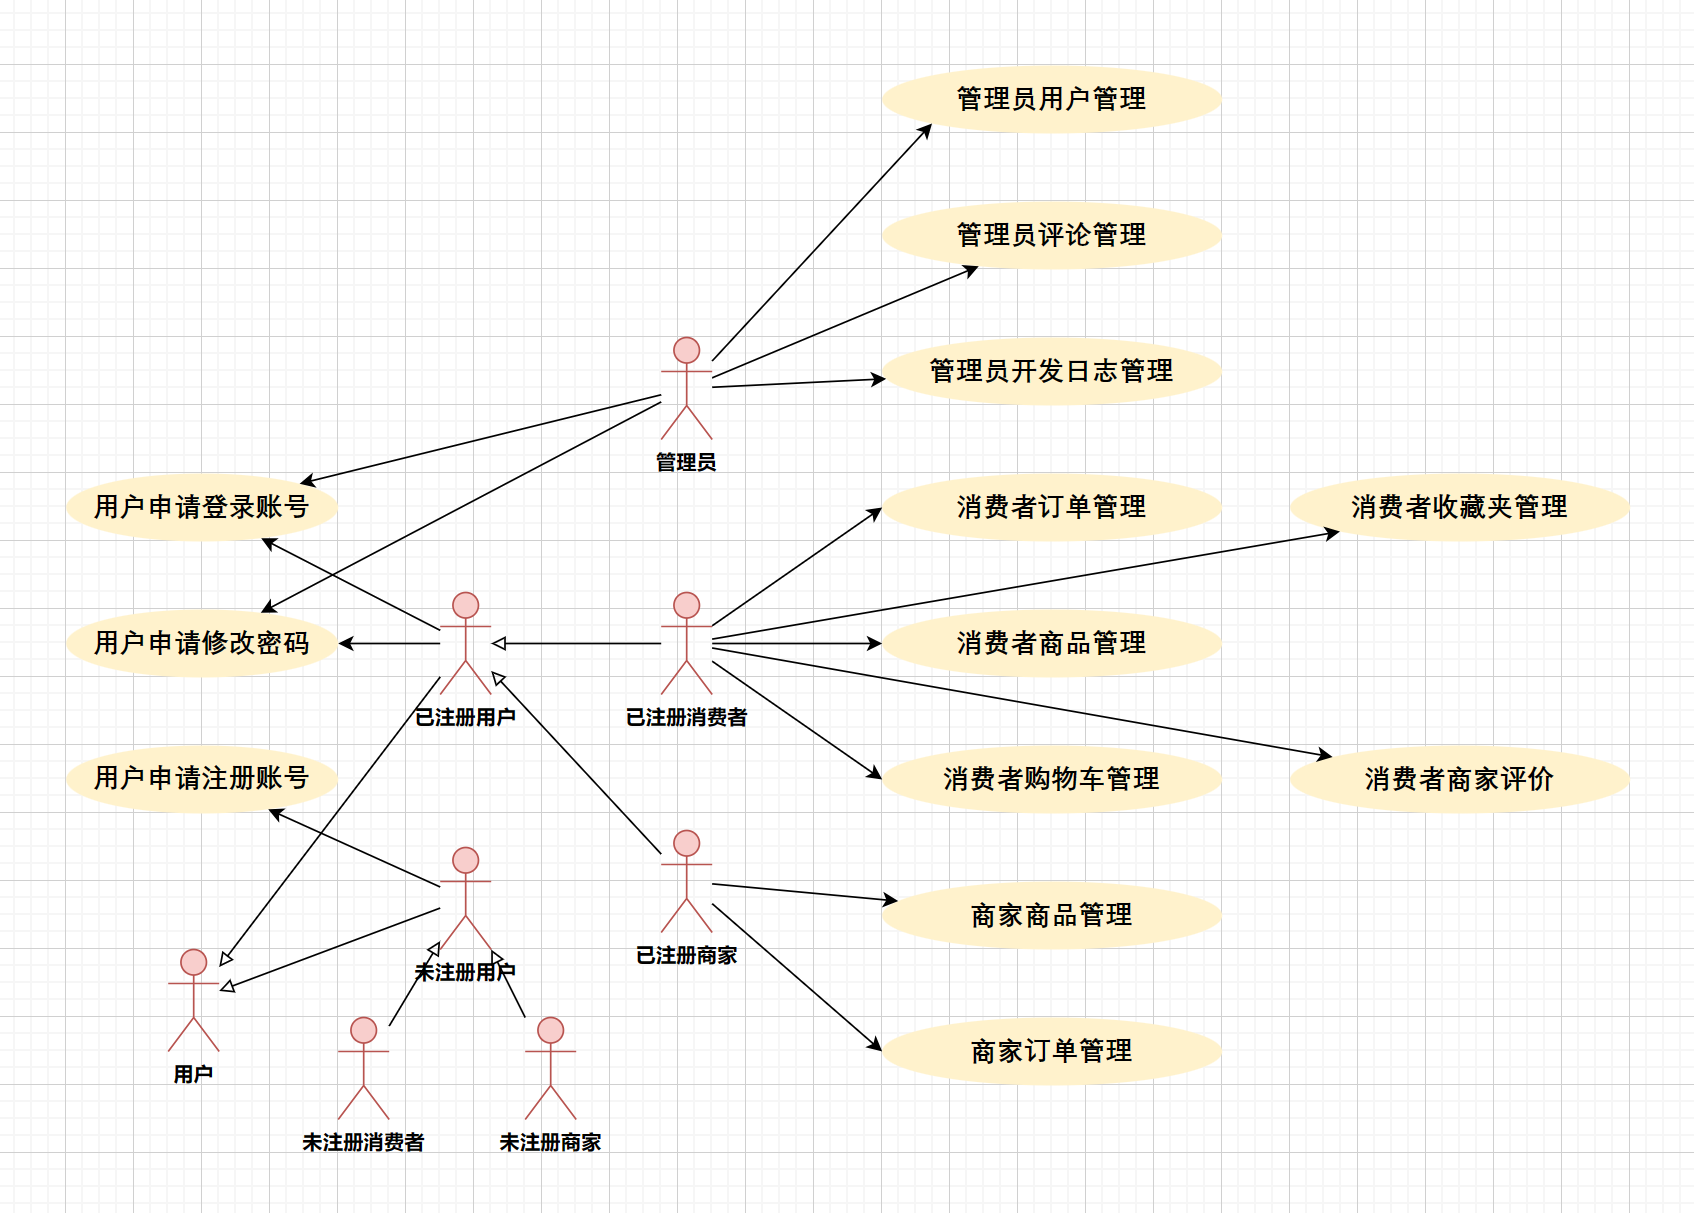 管理员用户管理
管理员评论管理
管理员开发日志管理
管理员
用户申请登录账号
消费者订单管理
消费者收藏夹管理
用户申请修改密码
消费者商品管理
已注册用户
已注册消费者
用户申请注册账号
消费者购物车管理
消费者商家评价
商家商品管理
已注册商家
未注册用户
商家订单管理
用户
未注册消费者
未注册商家